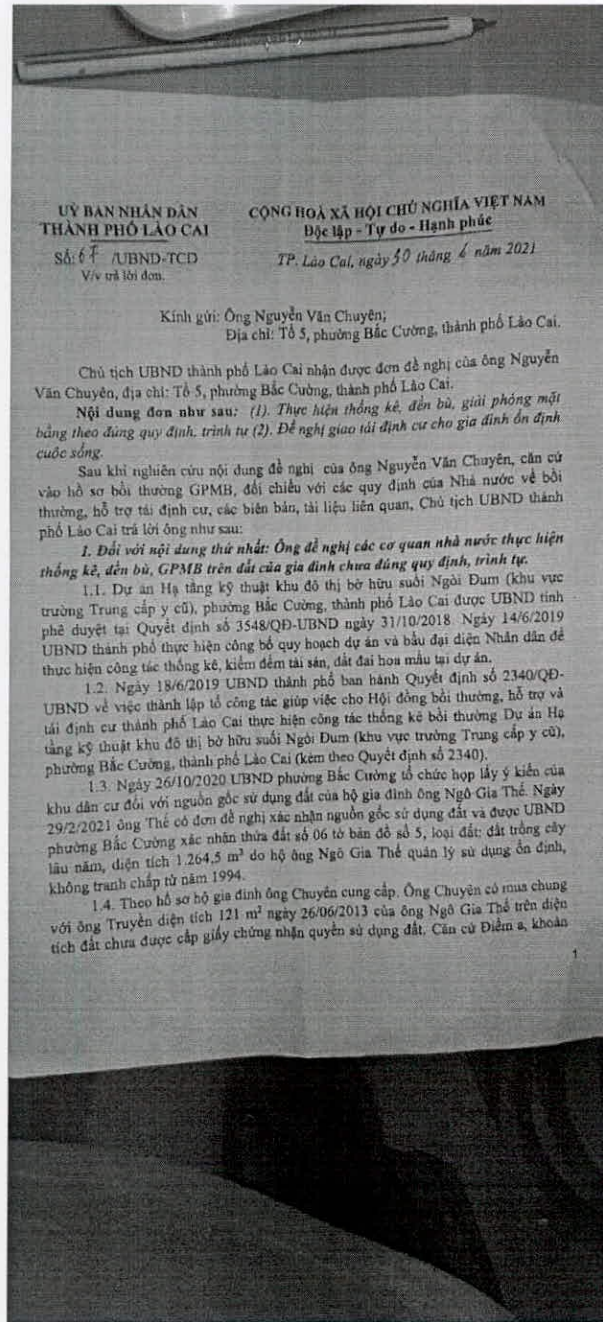 UỶ BAN NHÂN DÂN
THÀNH PHỐ LÀO CAI
CỘNG HOÀ XÃ HỘI CHỦ NGHĨA VIỆT NAM
Độc lập - Tự do - Hạnh phúc
Số: 67 /UBND-TCD
V/v trả lời đơn.
TP. Lào Cai, ngày 30 tháng 6 năm 2021
Kính gửi: Ông Nguyễn Văn Chuyên;
Địa chỉ: Tổ 5, phường Bắc Cường, thành phố Lào Cai.
Chủ tịch UBND thành phố Lào Cai nhận được đơn đề nghị của ông Nguyễn
Văn Chuyên, địa chỉ: Tổ 5, phường Bắc Cường, thành phố Lào Cai.
Nội dung đơn như sau: (1). Thực hiện thống kê, đền bù, giải phóng mặt
bằng theo đúng quy định, trình tự (2). Đề nghị giao tái định cư cho gia đình ổn định
cuộc sống.
Sau khi nghiên cứu nội dung đề nghị của ông Nguyễn Văn Chuyên, căn cứ
vào hồ sơ bồi thường GPMB, đối chiếu với các quy định của Nhà nước về bồi
thường, hỗ trợ tái định cư, các biên bản, tài liệu liên quan, Chủ tịch UBND thành
phố Lào Cai trả lời ông như sau:
1. Đối với nội dung thứ nhất: Ông đề nghị các cơ quan nhà nước thực hiện
thống kê, đền bù, GPMB trên đất của gia đình chưa đúng quy định, trình tự.
1.1. Dự án Hạ tầng kỹ thuật khu đô thị bờ hữu suối Ngòi Đum (khu vực
trường Trung cấp y cũ), phường Bắc Cường, thành phố Lào Cai được UBND tỉnh
phê duyệt tại Quyết định số 3548/QĐ-UBND ngày 31/10/2018. Ngày 14/6/2019
UBND thành phố thực hiện công bố quy hoạch dự án và bầu đại diện Nhân dân để
thực hiện công tác thống kê, kiểm đếm tài sản, đất đai hoa mầu tại dự án.
1.2. Ngày 18/6/2019 UBND thành phố ban hành Quyết định số 2340/QĐ-
UBND về việc thành lập tổ công tác giúp việc cho Hội đồng bồi thường, hỗ trợ và
tái định cư thành phố Lào Cai thực hiện công tác thống kê bồi thường Dự án Hạ
tầng kỹ thuật khu đô thị bờ hữu suối Ngòi Đum (khu vực trường Trung cấp y cũ),
phường Bắc Cường, thành phố Lào Cai (kèm theo Quyết định số 2340).
1.3. Ngày 26/10/2020 UBND phường Bắc Cường tổ chức họp lấy ý kiến của
khu dân cư đối với nguồn gốc sử dụng đất của hộ gia đình ông Ngô Gia Thế. Ngày
29/2/2021 ông Thế có đơn đề nghị xác nhận nguồn gốc sử dụng đất và được UBND
phường Bắc Cường xác nhận thửa đất số 06 tờ bản đồ số 5, loại đất: đất trồng cây
lâu năm, diện tích 1.264,5 m² do hộ ông Ngô Gia Thế quản lý sử dụng ổn định,
không tranh chấp từ năm 1994.
1.4. Theo hồ sơ hộ gia đình ông Chuyên cung cấp. Ông Chuyên có mua chung
với ông Truyền diện tích 121 m² ngày 26/06/2013 của ông Ngô Gia Thế trên diện
tích đất chưa được cấp giấy chứng nhận quyền sử dụng đất. Căn cứ Điểm a, khoản
1